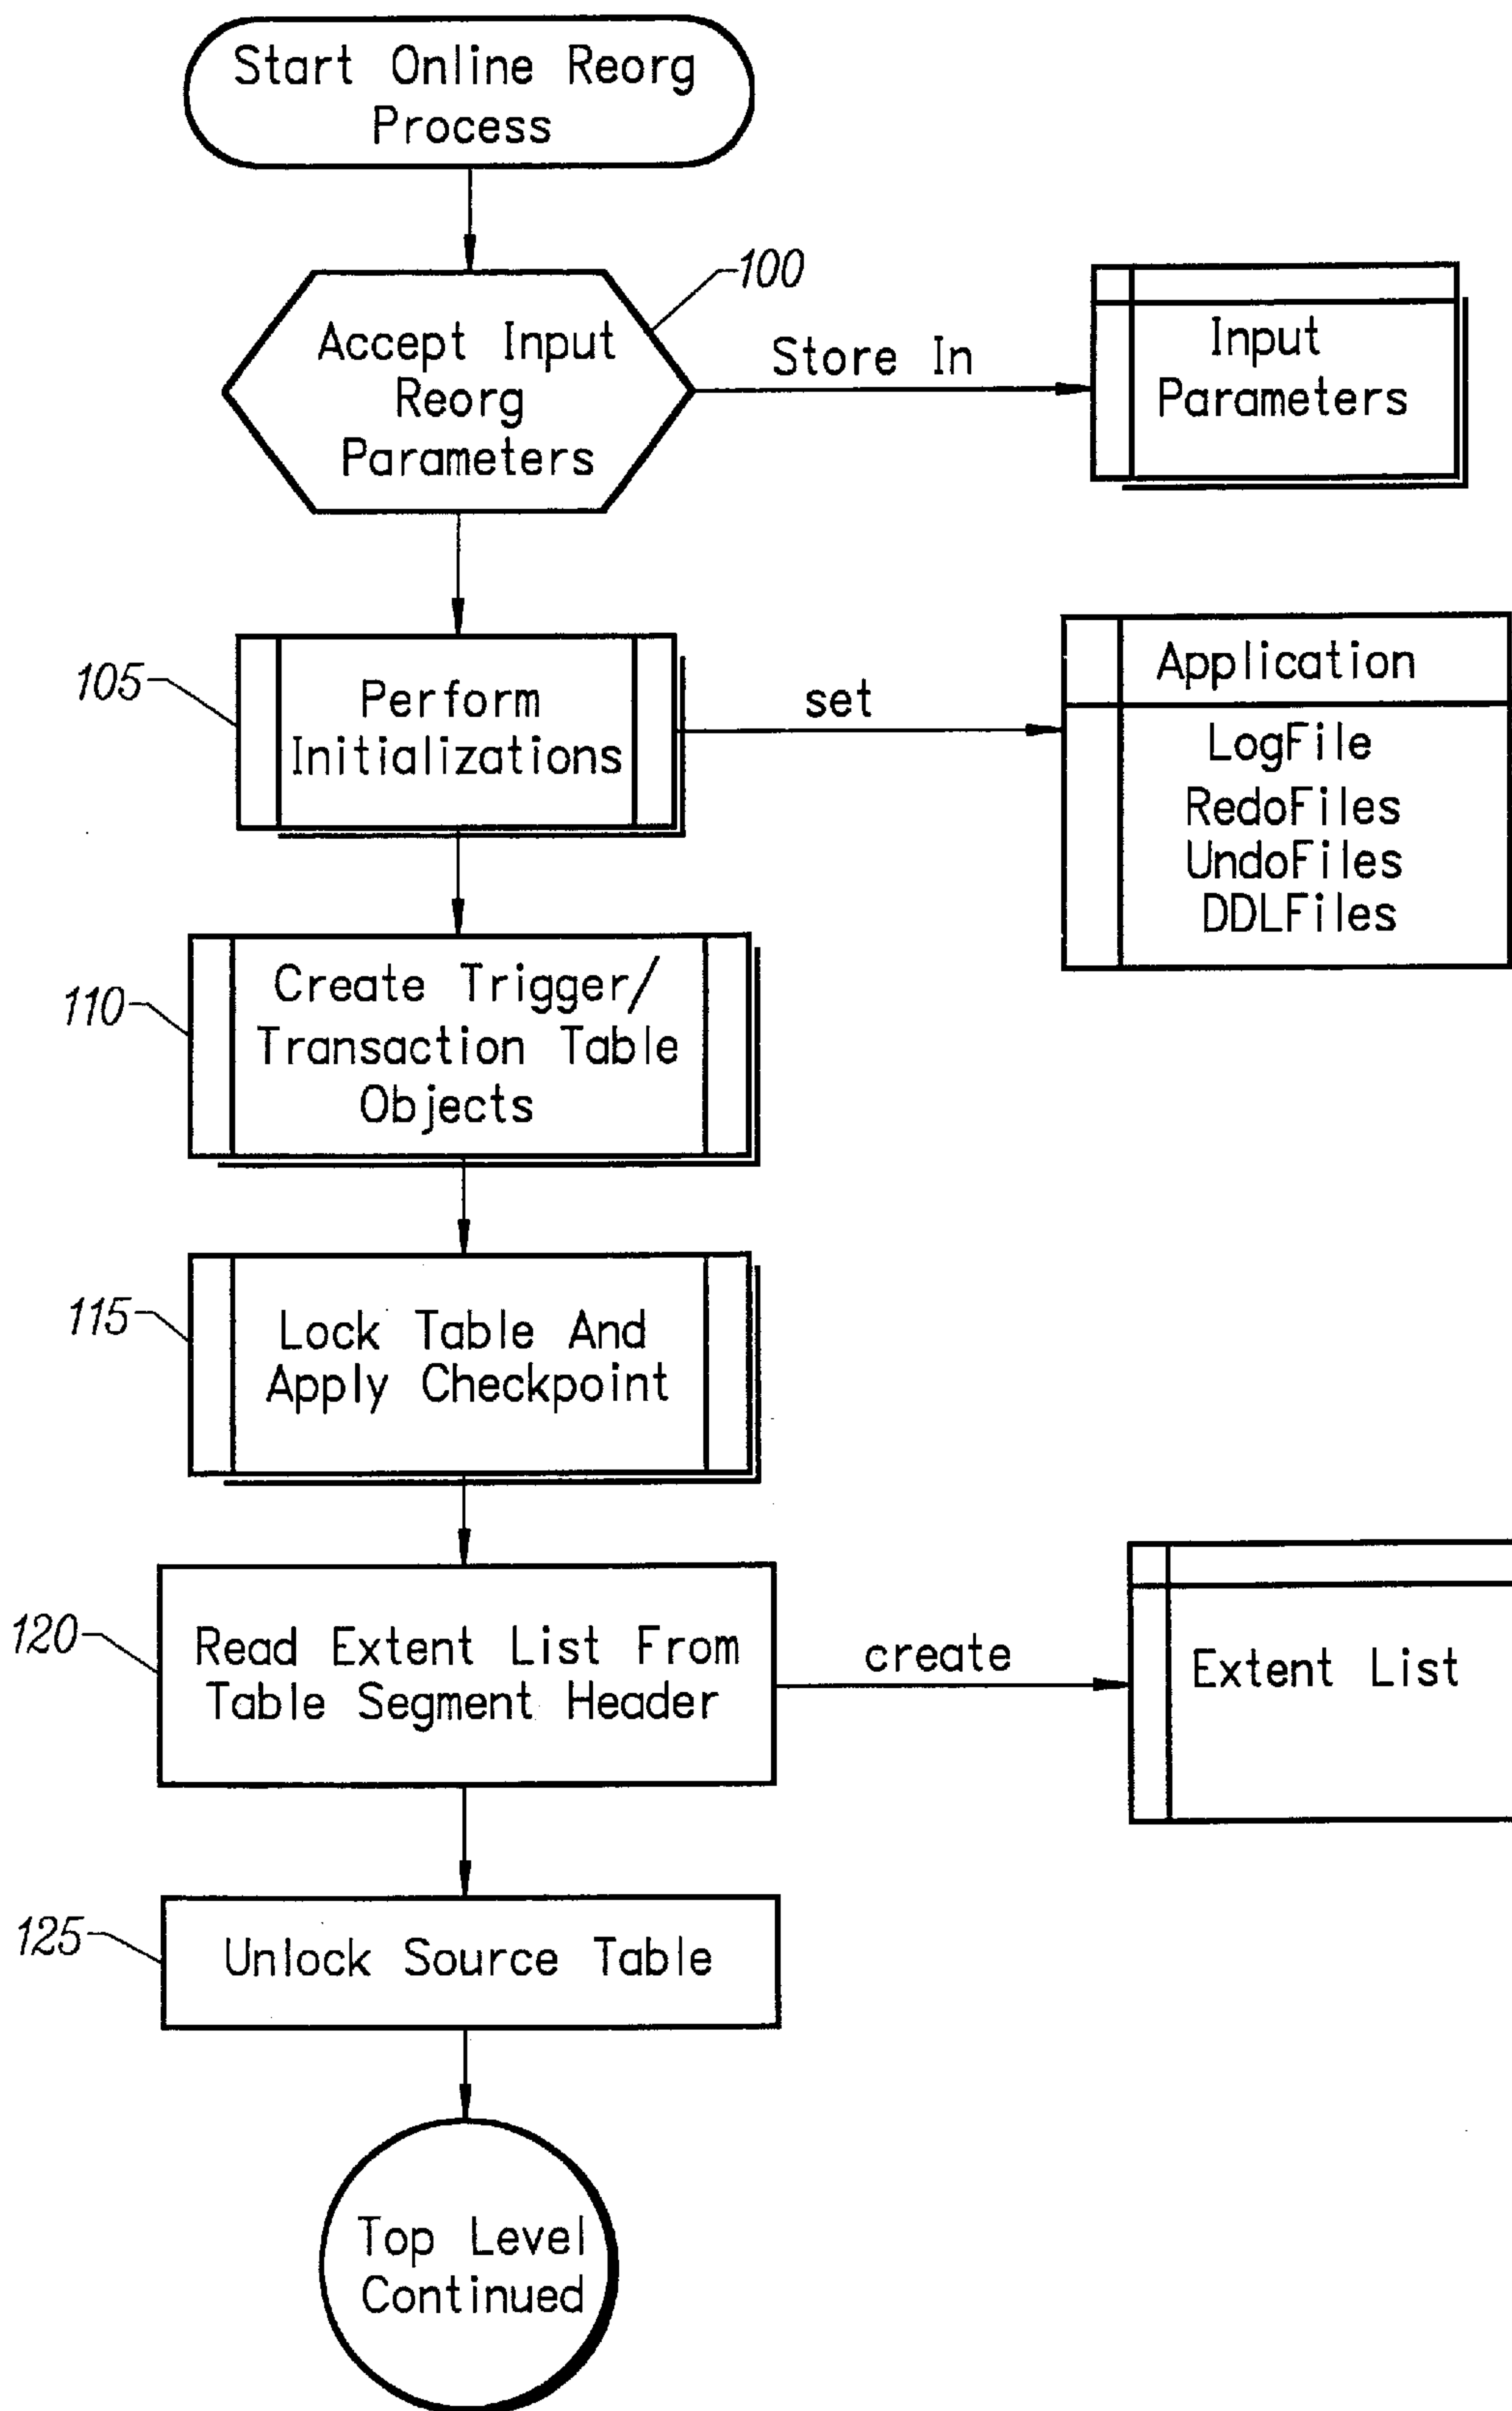 Start Online Reorg
Process
100
Accept Input
Reorg
Parameters
Store In
Input
Parameters
105
Perform
Initializations
set
Application
LogFile
RedoFiles
UndoFiles
DDLFiles
110
Create Trigger/
Transaction Table
Objects
115
Lock Table And
Apply Checkpoint
120
Read Extent List From
Table Segment Header
create
Extent List
125
Unlock Source Table
Top Level
Continued